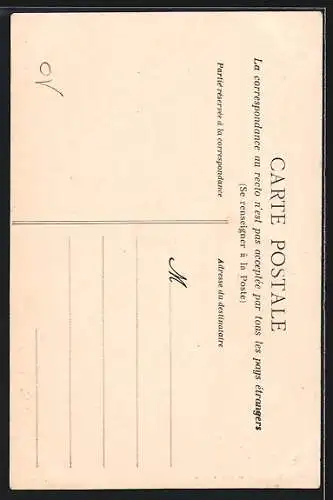 CARTE POSTALE
La correspondance au recto n'est pas acceptée par tous les pays étrangers
(Se renseigner à la Poste)
Partie réservée à la correspondance
Adresse du destinataire
M